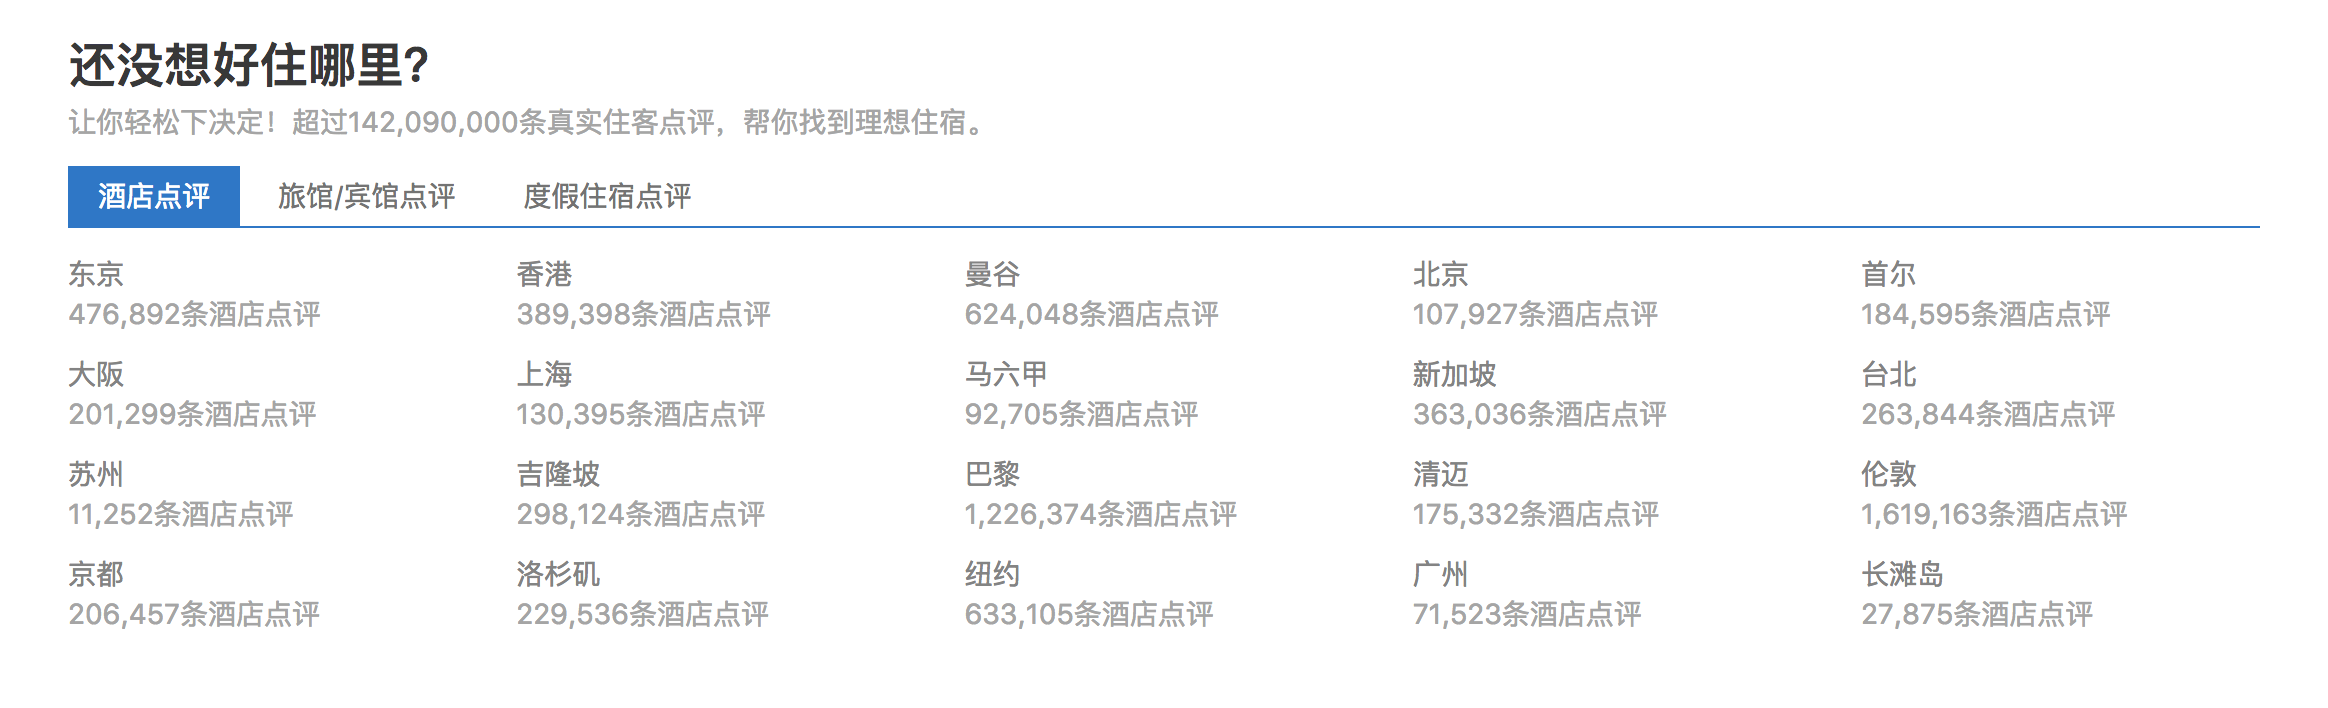 还没想好住哪里?
让你轻松下决定！超过142,090,000条真实住客点评，帮你找到理想住宿。
酒店点评 旅馆/宾馆点评 度假住宿点评
东京 香港 曼谷 北京 首尔
476,892条酒店点评 389,398条酒店点评 624,048条酒店点评 107,927条酒店点评 184,595条酒店点评
大阪 上海 马六甲 新加坡 台北
201,299条酒店点评 130,395条酒店点评 92,705条酒店点评 363,036条酒店点评 263,844条酒店点评
苏州 吉隆坡 巴黎 清迈 伦敦
11,252条酒店点评 298,124条酒店点评 1,226,374条酒店点评 175,332条酒店点评 1,619,163条酒店点评
京都 洛杉矶 纽约 广州 长滩岛
206,457条酒店点评 229,536条酒店点评 633,105条酒店点评 71,523条酒店点评 27,875条酒店点评